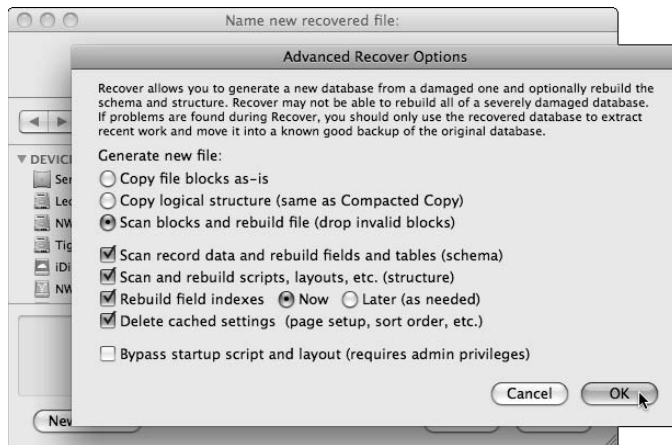 Name new recovered file:
Advanced Recover Options
Recover allows you to generate a new database from a damaged one and optionally rebuild the
schema and structure. Recover may not be able to rebuild all of a severely damaged database.
If problems are found during Recover, you should only use the recovered database to extract
recent work and move it into a known good backup of the original database.
Generate new file:
Copy file blocks as-is
Copy logical structure (same as Compacted Copy)
Scan blocks and rebuild file (drop invalid blocks)
Scan record data and rebuild fields and tables (schema)
Scan and rebuild scripts, layouts, etc. (structure)
Rebuild field indexes Now Later (as needed)
Delete cached settings (page setup, sort order, etc.)
Bypass startup script and layout (requires admin privileges)
Cancel OK
DEVIC
Ser
Lec
NW
Tig
iDi
NW
New